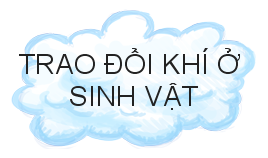 TRAO ĐỔI KHÍ Ở
SINH VẬT